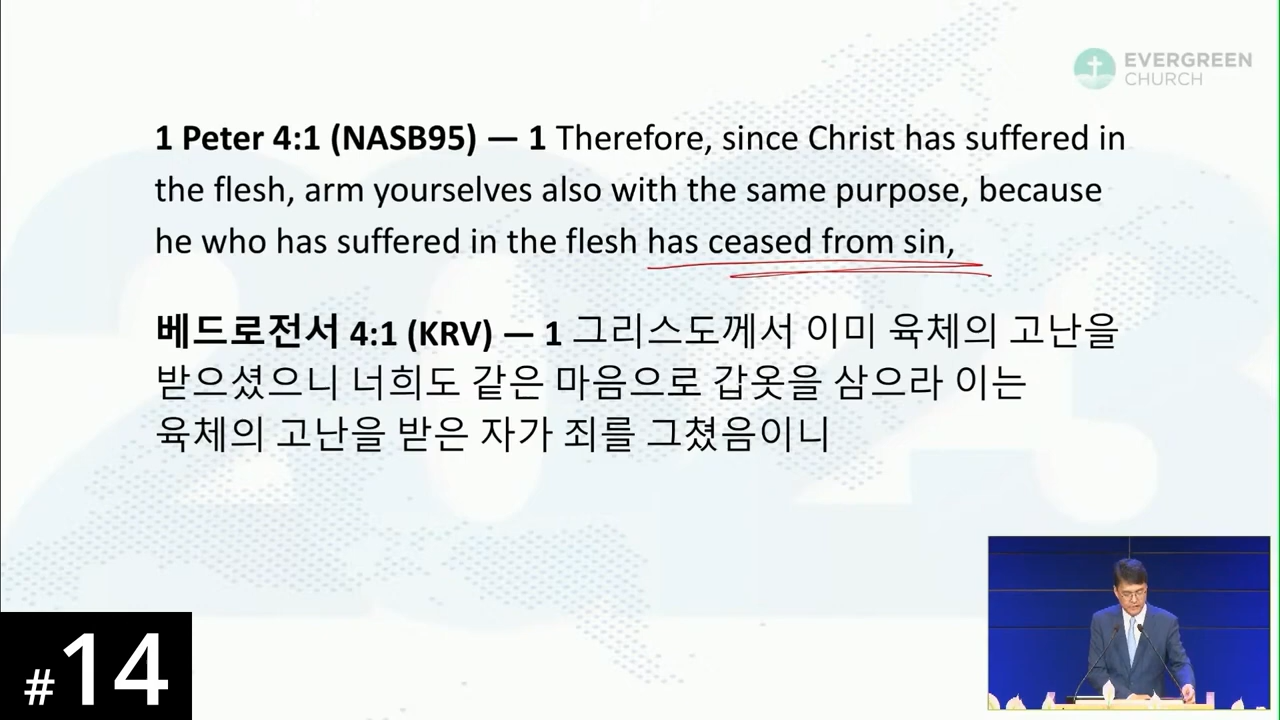 EVERGREEN
CHURCH
1 Peter 4:1 (NASB95) — 1 Therefore, since Christ has suffered in
the flesh, arm yourselves also with the same purpose, because
he who has suffered in the flesh has ceased from sin,
베드로전서 4:1 (KRV) — 1 그리스도께서 이미 육체의 고난을
받으셨으니 너희도 같은 마음으로 갑옷을 삼으라 이는
육체의 고난을 받은 자가 죄를 그쳤음이니
#14